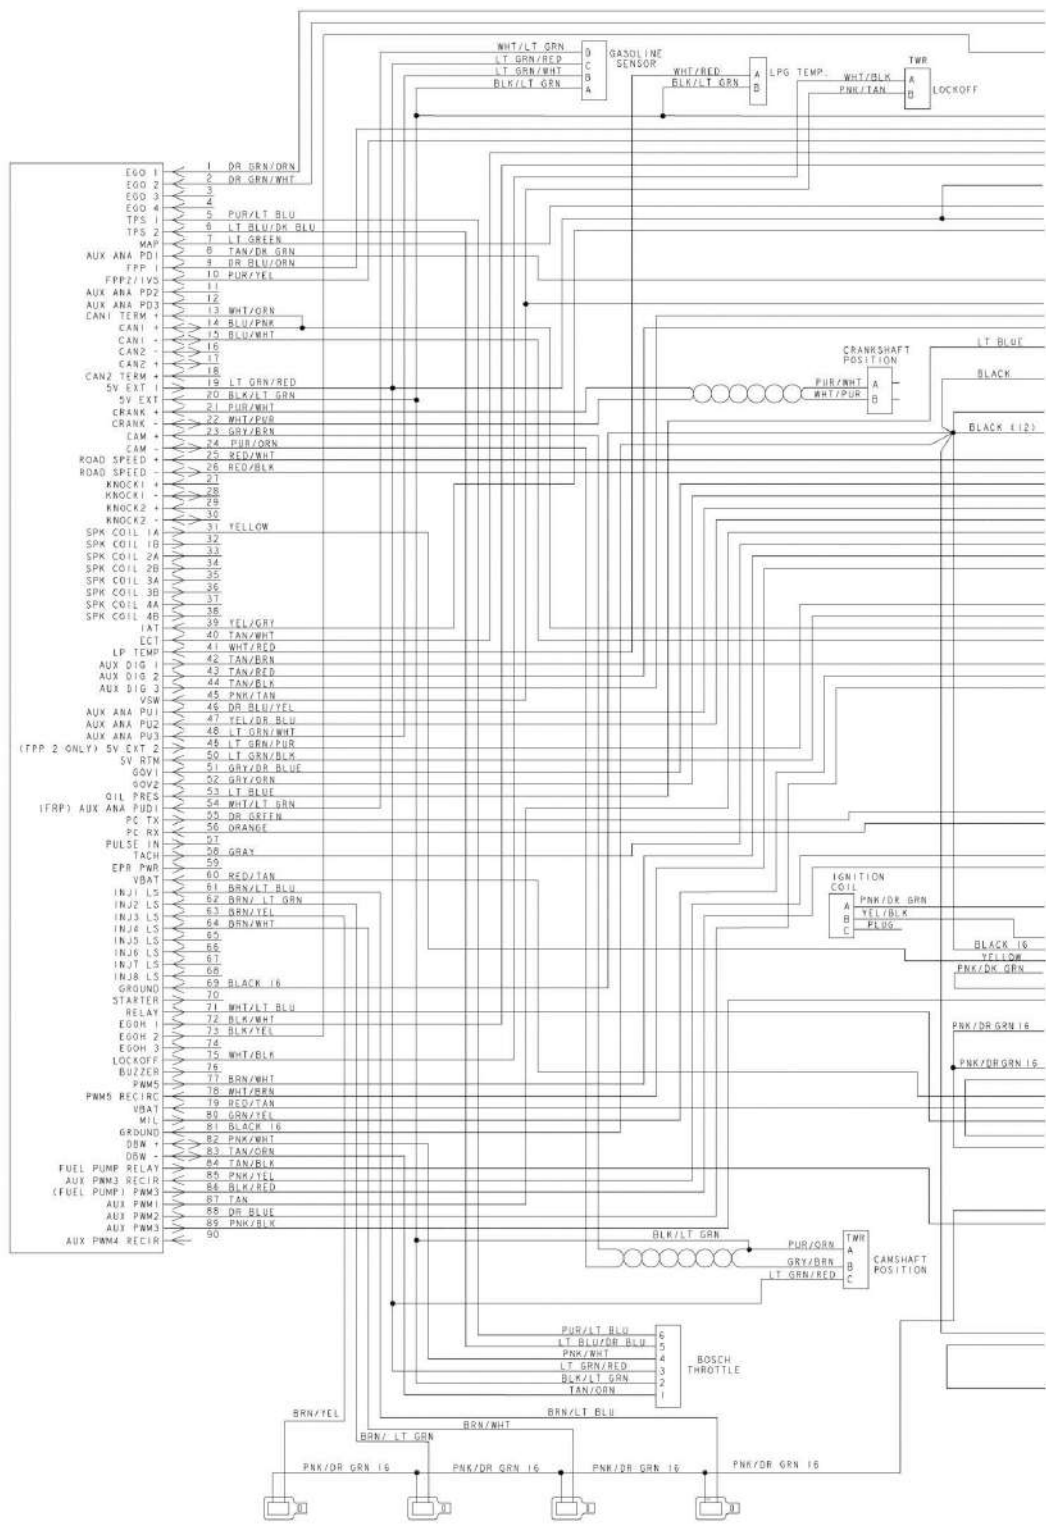 WHT/LT GRN
LT GRN/RED
LT GRN/WHT
BLK/LT GRN
GASOLINE
SENSOR
C
B
A
WHT/RED
BLK/LT GRN
A
B
LPG TEMP.
TWR
WHT/BLK
PNK/TAN
A
B
LOCKOFF
EGO 1 1 DR GRN/ORN
EGO 2 2 DR GRN/WHT
EGO 3 3
EGO 4 4
TPS 1 5 PUR/LT BLU
TPS 2 6 LT BLU/DK BLU
MAP 7 LT GREEN
AUX ANA PD1 8 TAN/DK GRN
FPP 1 9 DR BLU/ORN
FPP2/IVS 10 PUR/YEL
AUX ANA PD2 11
AUX ANA PD3 12
CAN1 TERM + 13 WHT/ORN
CAN1 + 14 BLU/PNK
CAN1 - 15 BLU/WHT
CAN2 - 16
CAN2 + 17
CAN2 TERM + 18
5V EXT 1 19 LT GRN/RED
5V EXT 20 BLK/LT GRN
CRANK + 21 PUR/WHT
CRANK - 22 WHT/PUR
CAM + 23 GRY/BRN
CAM - 24 PUR/ORN
ROAD SPEED + 25 RED/WHT
ROAD SPEED - 26 RED/BLK
KNOCK1 + 27
KNOCK1 - 28
KNOCK2 + 29
KNOCK2 - 30
SPK COIL 1A 31 YELLOW
SPK COIL 1B 32
SPK COIL 2A 33
SPK COIL 2B 34
SPK COIL 3A 35
SPK COIL 3B 36
SPK COIL 4A 37
SPK COIL 4B 38
IAT 39 YEL/GRY
ECT 40 TAN/WHT
LP TEMP 41 WHT/RED
AUX DIG 1 42 TAN/BRN
AUX DIG 2 43 TAN/RED
AUX DIG 3 44 TAN/BLK
VSW 45 PNK/TAN
AUX ANA PU1 46 DR BLU/YEL
AUX ANA PU2 47 YEL/DR BLU
AUX ANA PU3 48 LT GRN/WHT
(FPP 2 ONLY) 5V EXT 2 49 LT GRN/PUR
5V RTM 50 LT GRN/BLK
GOV1 51 GRY/DR BLUE
GOV2 52 GRY/ORN
OIL PRES 53 LT BLUE
(FRP) AUX ANA PUD1 54 WHT/LT GRN
PC TX 55 DR GREEN
PC RX 56 ORANGE
PULSE IN 57
TACH 58 GRAY
EPR PWR 59
VBAT 60 RED/TAN
INJ1 LS 61 BRN/LT BLU
INJ2 LS 62 BRN/ LT GRN
INJ3 LS 63 BRN/YEL
INJ4 LS 64 BRN/WHT
INJ5 LS 65
INJ6 LS 66
INJ7 LS 67
INJ8 LS 68
GROUND 69 BLACK 16
STARTER 70
RELAY 71 WHT/LT BLU
EGOH 1 72 BLK/WHT
EGOH 2 73 BLK/YEL
EGOH 3 74
LOCKOFF 75 WHT/BLK
BUZZER 76
PWM5 77 BRN/WHT
PWM5 RECIRC 78 WHT/BRN
VBAT 79 RED/TAN
MIL 80 GRN/YEL
GROUND 81 BLACK 16
DBW + 82 PNK/WHT
DBW - 83 TAN/ORN
FUEL PUMP RELAY 84 TAN/BLK
AUX PWM3 RECIR 85 PNK/YEL
(FUEL PUMP) PWM3 86 BLK/RED
AUX PWM1 87 TAN
AUX PWM2 88 DR BLUE
AUX PWM3 89 PNK/BLK
AUX PWM4 RECIR 90
LT BLUE
CRANKSHAFT
POSITION
PUR/WHT A
WHT/PUR B
BLACK
BLACK (12)
IGNITION
COIL
A PNK/DR GRN
B YEL/BLK
C PLUG
BLACK 16
YELLOW
PNK/DK GRN
PNK/DR GRN 16
PNK/DR GRN 16
BLK/LT GRN
TWR
PUR/ORN A
GRY/BRN B
LT GRN/RED C
CAMSHAFT
POSITION
PUR/LT BLU 6
LT BLU/DR BLU 5
PNK/WHT 4
LT GRN/RED 3
BLK/LT GRN 2
TAN/ORN 1
BOSCH
THROTTLE
BRN/YEL
BRN/LT BLU
BRN/WHT
BRN/ LT GRN
PNK/DR GRN 16
PNK/DR GRN 16
PNK/DR GRN 16
PNK/DR GRN 16